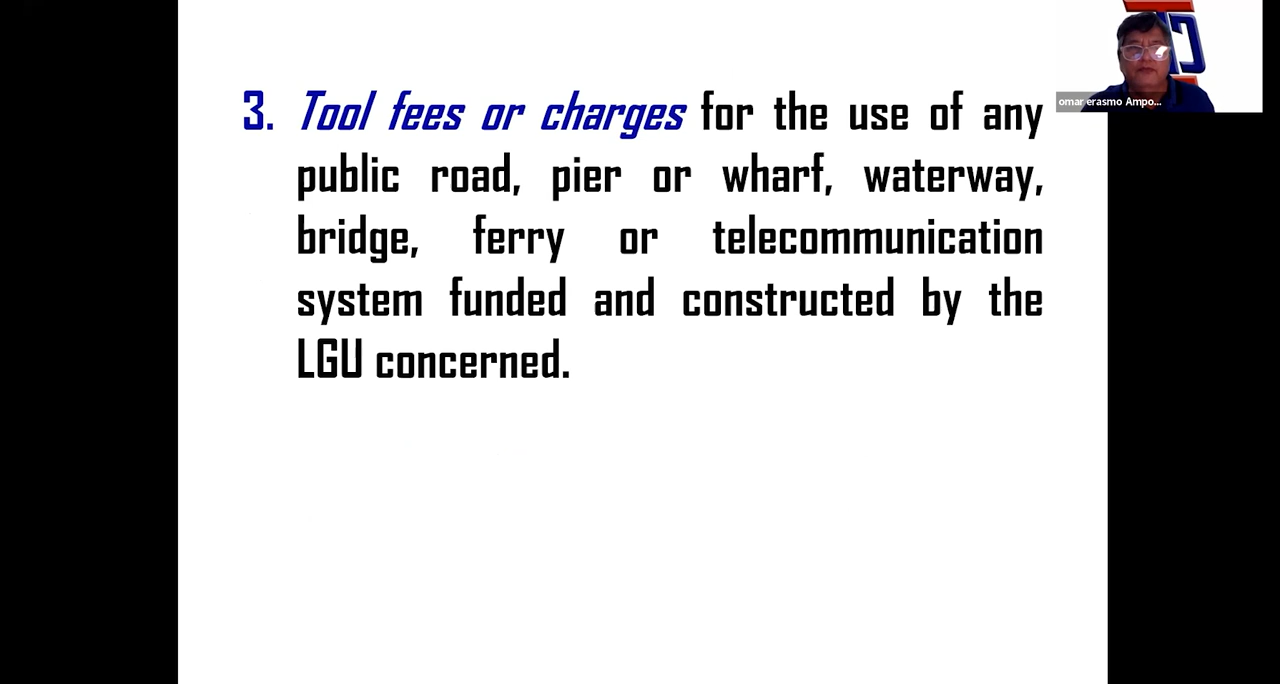 3. Tool fees or charges for the use of any
public road, pier or wharf, waterway,
bridge, ferry or telecommunication
system funded and constructed by the
LGU concerned.
omar erasmo Ampo...